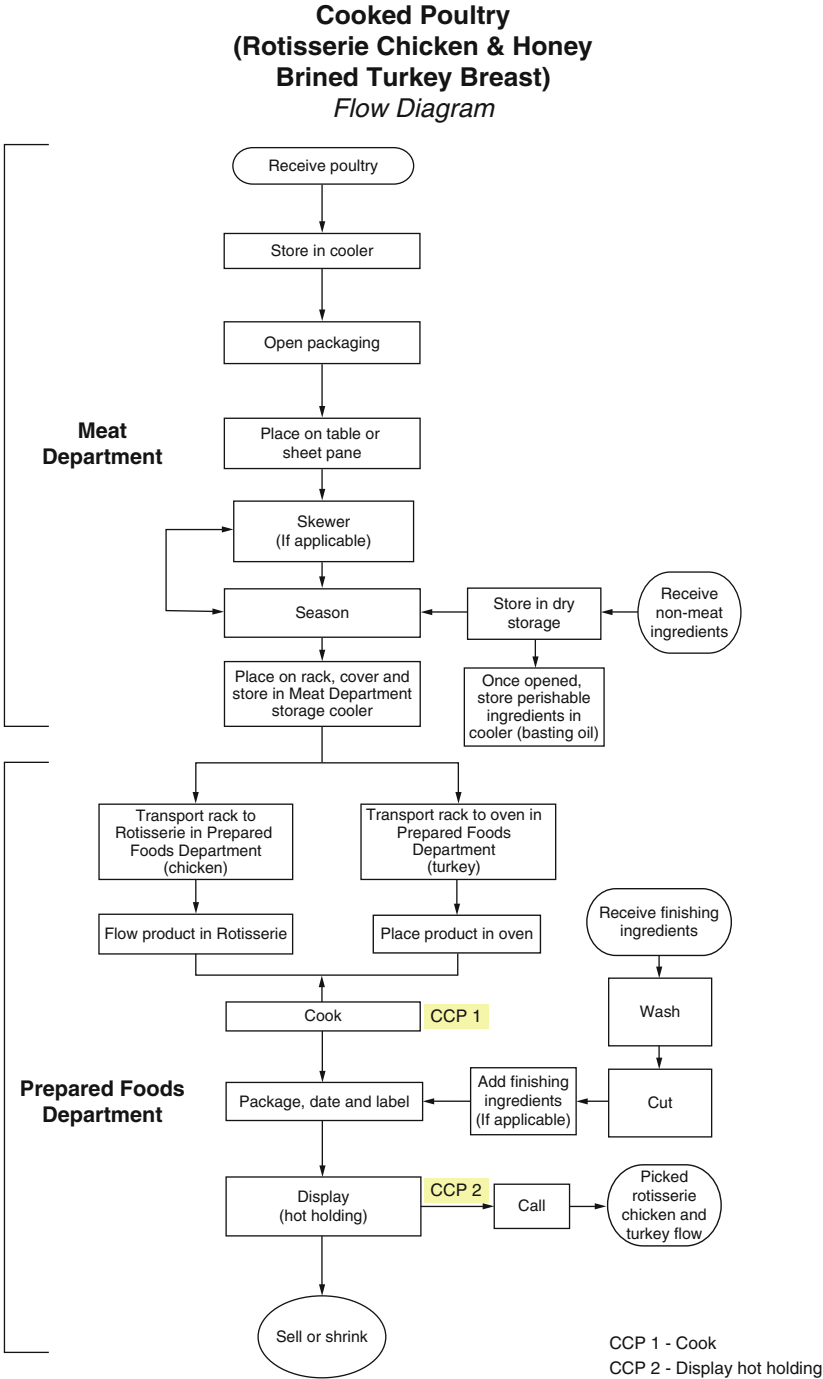 Cooked Poultry
(Rotisserie Chicken & Honey
Brined Turkey Breast)
Flow Diagram
Receive poultry
Store in cooler
Open packaging
Meat
Department
Place on table or
sheet pane
Skewer
(If applicable)
Season
Store in dry
storage
Receive
non-meat
ingredients
Place on rack, cover and
store in Meat Department
storage cooler
Once opened,
store perishable
ingredients in
cooler (basting oil)
Transport rack to
Rotisserie in Prepared
Foods Department
(chicken)
Transport rack to oven in
Prepared Foods
Department
(turkey)
Flow product in Rotisserie
Place product in oven
Receive finishing
ingredients
Cook
CCP 1
Wash
Prepared Foods
Department
Package, date and label
Add finishing
ingredients
(If applicable)
Cut
Display
(hot holding)
CCP 2
Call
Picked
rotisserie
chicken and
turkey flow
Sell or shrink
CCP 1 - Cook
CCP 2 - Display hot holding